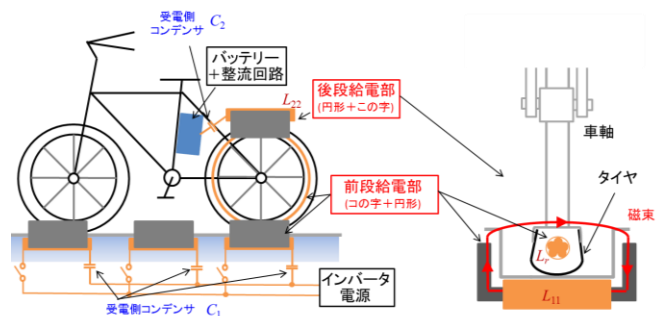 受電側
コンデンサ C₂
バッテリー
+整流回路
L₂₂
後段給電部
(円形+この字)
前段給電部
(コの字+円形)
インバータ
電源
受電側コンデンサ C₁
車軸
タイヤ
磁束
Lᵣ
L₁₁